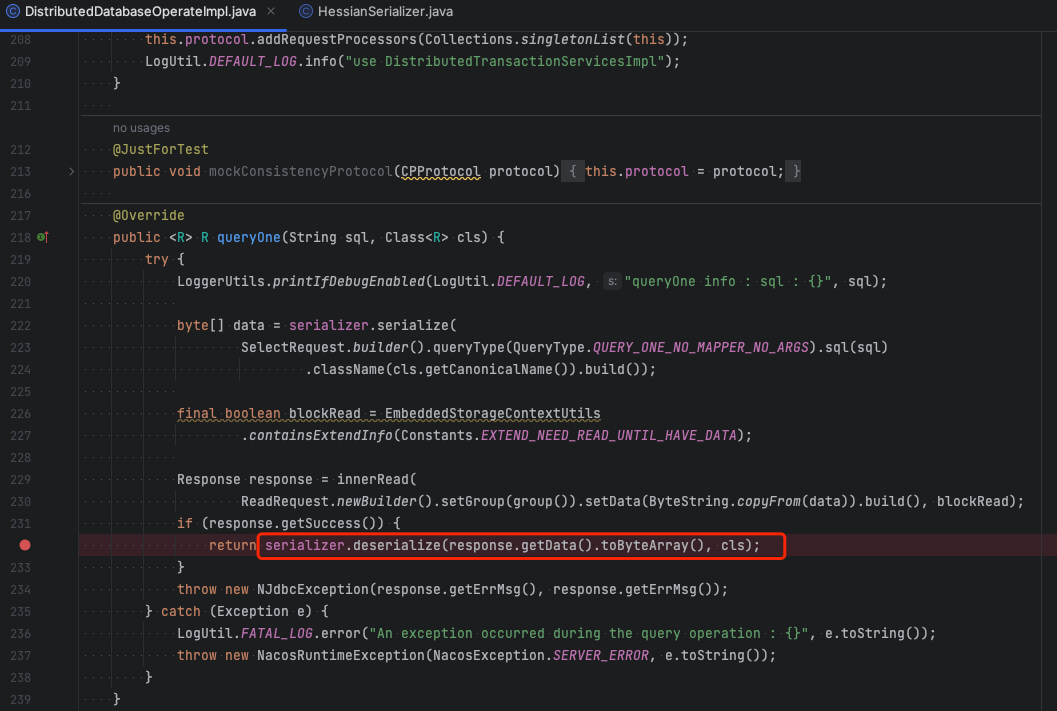 DistributedDatabaseOperateImpl.java × HessianSerializer.java
208 this.protocol.addRequestProcessors(Collections.singletonList(this));
209 LogUtil.DEFAULT_LOG.info("use DistributedTransactionServicesImpl");
210 }
211
no usages
212 @JustForTest
213 public void mockConsistencyProtocol(CPProtocol protocol) { this.protocol = protocol; }
216
217 @Override
218 public <R> R queryOne(String sql, Class<R> cls) {
219 try {
220 LoggerUtils.printIfDebugEnabled(LogUtil.DEFAULT_LOG, s: "queryOne info : sql : {}", sql);
221
222 byte[] data = serializer.serialize(
223 SelectRequest.builder().queryType(QueryType.QUERY_ONE_NO_MAPPER_NO_ARGS).sql(sql)
224 .className(cls.getCanonicalName()).build());
225
226 final boolean blockRead = EmbeddedStorageContextUtils
227 .containsExtendInfo(Constants.EXTEND_NEED_READ_UNTIL_HAVE_DATA);
228
229 Response response = innerRead(
230 ReadRequest.newBuilder().setGroup(group()).setData(ByteString.copyFrom(data)).build(), blockRead);
231 if (response.getSuccess()) {
return serializer.deserialize(response.getData().toByteArray(), cls);
233 }
234 throw new NJdbcException(response.getErrMsg(), response.getErrMsg());
235 } catch (Exception e) {
236 LogUtil.FATAL_LOG.error("An exception occurred during the query operation : {}", e.toString());
237 throw new NacosRuntimeException(NacosException.SERVER_ERROR, e.toString());
238 }
239 }